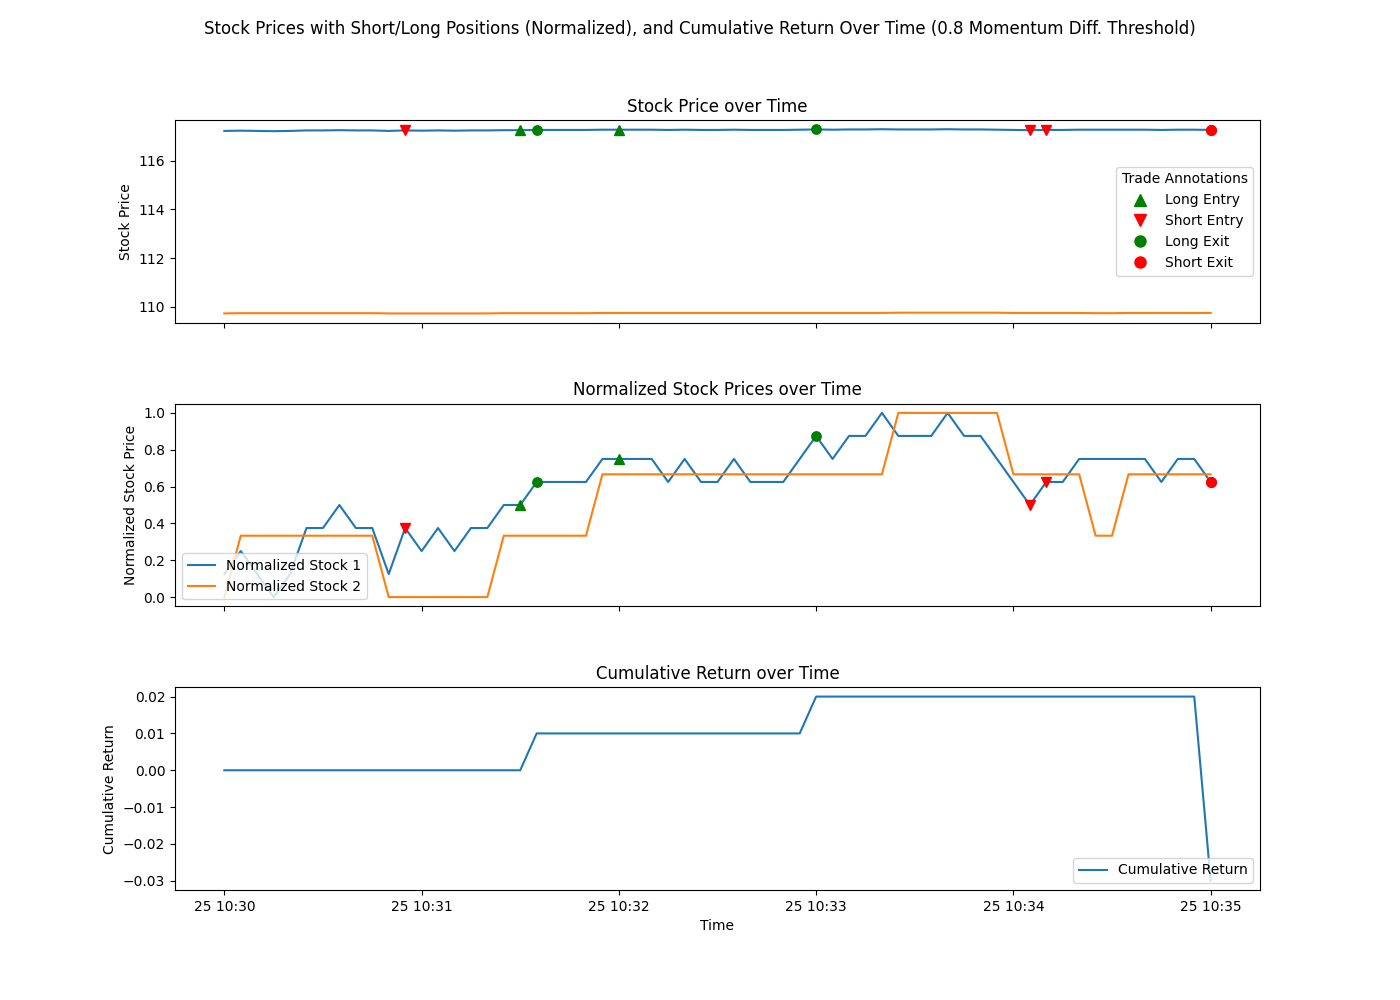 Stock Prices with Short/Long Positions (Normalized), and Cumulative Return Over Time (0.8 Momentum Diff. Threshold)
Stock Price over Time
Stock Price
116
114
112
110
Trade Annotations
Long Entry
Short Entry
Long Exit
Short Exit
Normalized Stock Prices over Time
Normalized Stock Price
1.0
0.8
0.6
0.4
0.2
0.0
Normalized Stock 1
Normalized Stock 2
Cumulative Return over Time
Cumulative Return
0.02
0.01
0.00
−0.01
−0.02
−0.03
Cumulative Return
25 10:30
25 10:31
25 10:32
25 10:33
25 10:34
25 10:35
Time